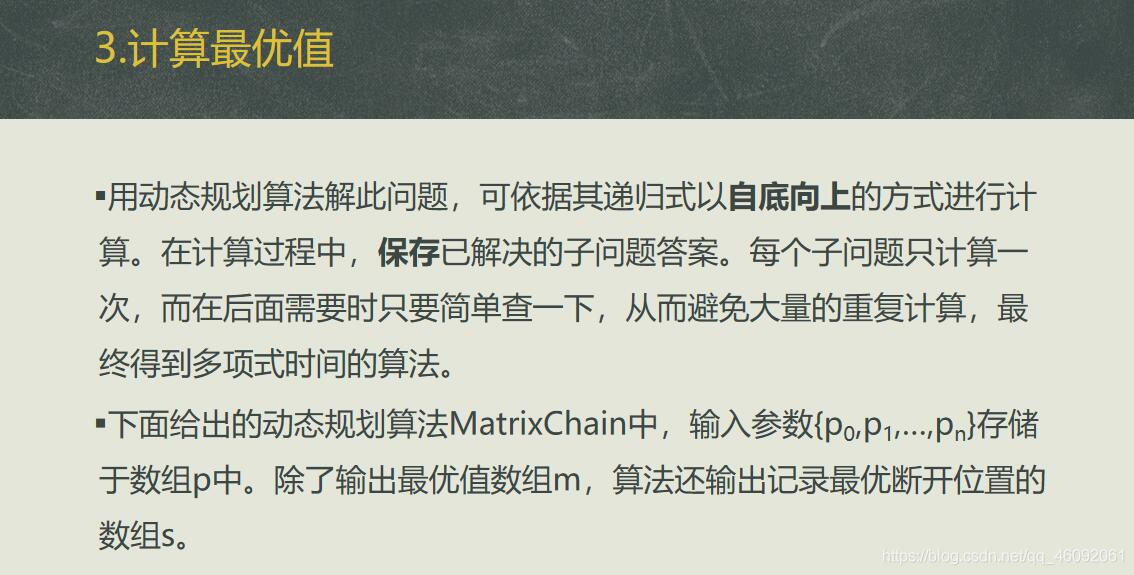 3.计算最优值
▪用动态规划算法解此问题，可依据其递归式以自底向上的方式进行计
算。在计算过程中，保存已解决的子问题答案。每个子问题只计算一
次，而在后面需要时只要简单查一下，从而避免大量的重复计算，最
终得到多项式时间的算法。
▪下面给出的动态规划算法MatrixChain中，输入参数{p₀,p₁,…,pₙ}存储
于数组p中。除了输出最优值数组m，算法还输出记录最优断开位置的
数组s。
https://blog.csdn.net/qq_46092061